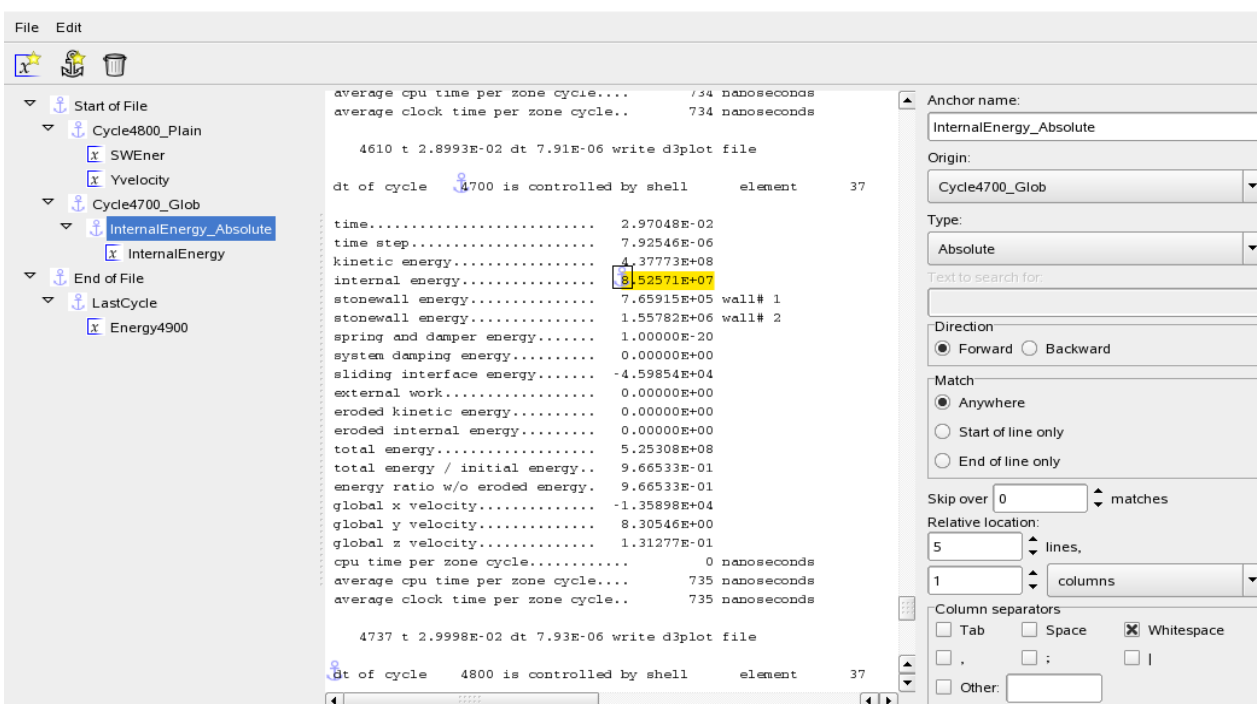 File Edit
Start of File
Cycle4800_Plain
SWEner
Yvelocity
Cycle4700_Glob
InternalEnergy_Absolute
InternalEnergy
End of File
LastCycle
Energy4900
average cpu time per zone cycle.... 734 nanoseconds
average clock time per zone cycle.. 734 nanoseconds
4610 t 2.8993E-02 dt 7.91E-06 write d3plot file
dt of cycle 4700 is controlled by shell element 37
time........................... 2.97048E-02
time step...................... 7.92546E-06
kinetic energy................. 4.37773E+08
internal energy................ 8.52571E+07
stonewall energy............... 7.65915E+05 wall# 1
stonewall energy............... 1.55782E+06 wall# 2
spring and damper energy....... 1.00000E-20
system damping energy.......... 0.00000E+00
sliding interface energy....... -4.59854E+04
external work.................. 0.00000E+00
eroded kinetic energy.......... 0.00000E+00
eroded internal energy......... 0.00000E+00
total energy................... 5.25308E+08
total energy / initial energy.. 9.66533E-01
energy ratio w/o eroded energy. 9.66533E-01
global x velocity.............. -1.35898E+04
global y velocity.............. 8.30546E+00
global z velocity.............. 1.31277E-01
cpu time per zone cycle............ 0 nanoseconds
average cpu time per zone cycle.... 735 nanoseconds
average clock time per zone cycle.. 735 nanoseconds
4737 t 2.9998E-02 dt 7.93E-06 write d3plot file
dt of cycle 4800 is controlled by shell element 37
Anchor name:
InternalEnergy_Absolute
Origin:
Cycle4700_Glob
Type:
Absolute
Text to search for:
Direction
Forward Backward
Match
Anywhere
Start of line only
End of line only
Skip over 0 matches
Relative location:
5 lines,
1 columns
Column separators
Tab Space Whitespace
, ; |
Other: